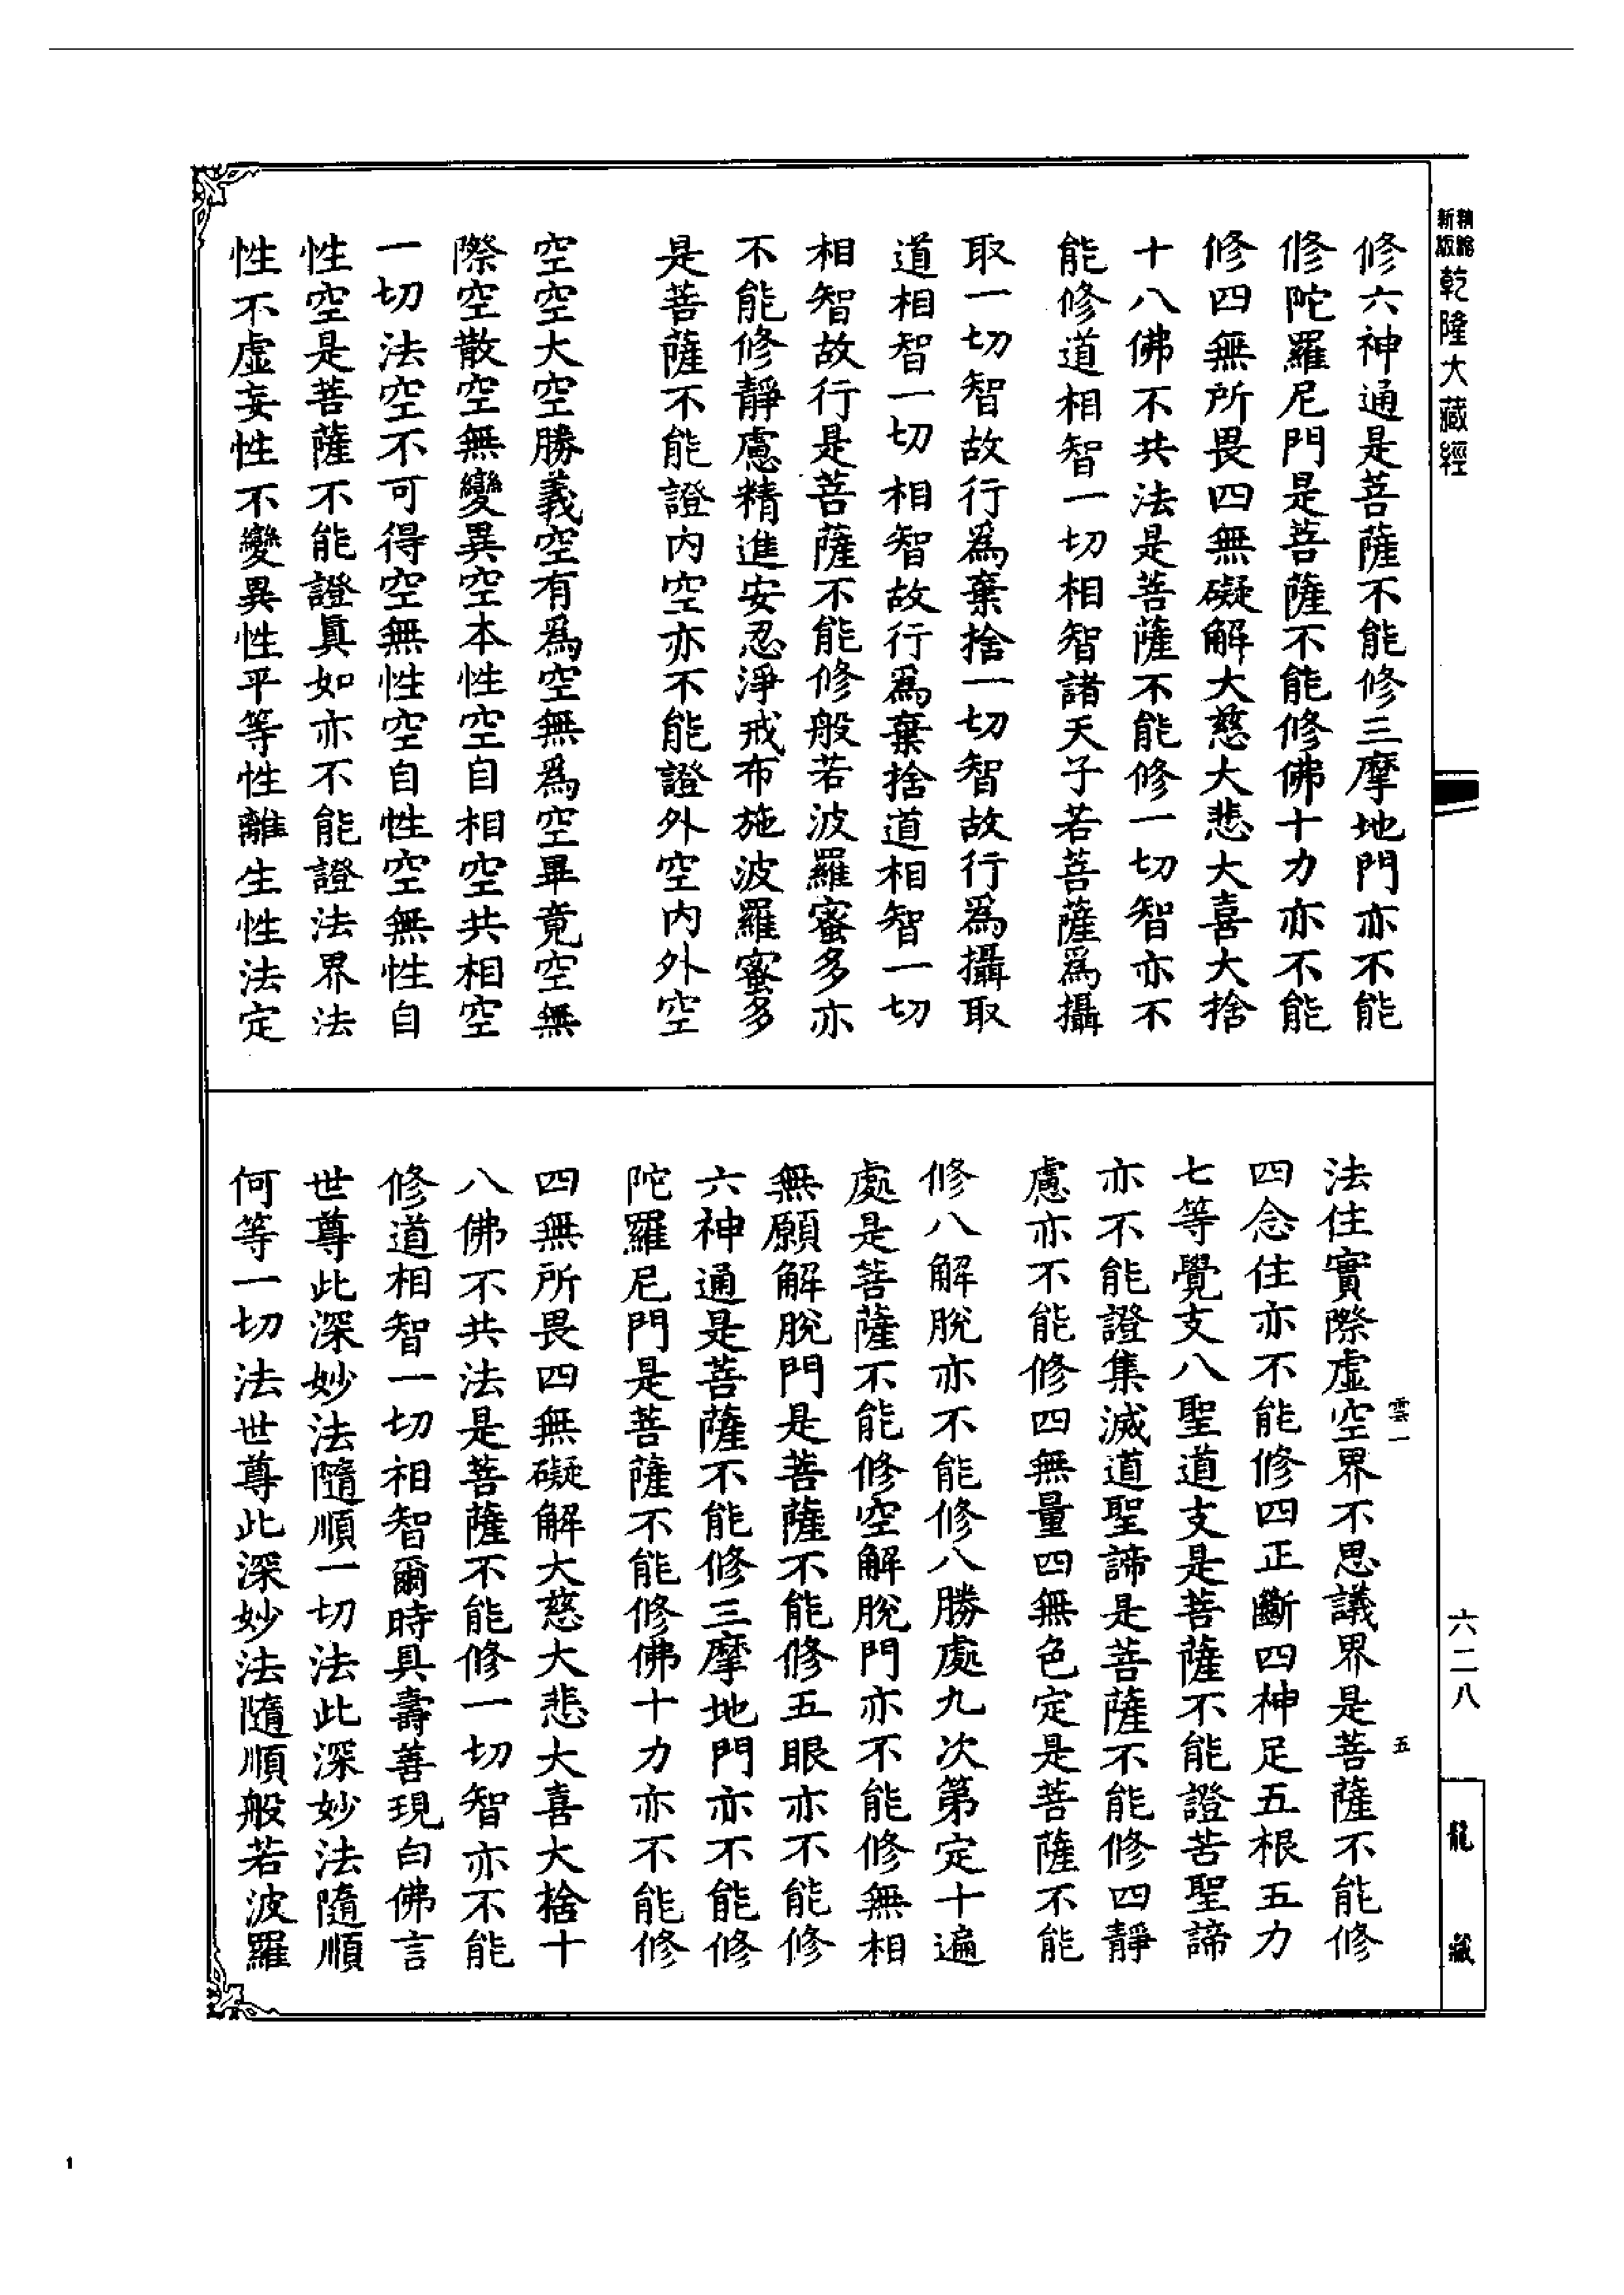 新版
精縮
乾隆大藏經
修六神通是菩薩不能修三摩地門亦不能
修陀羅尼門是菩薩不能修佛十力亦不能
修四無所畏四無礙解大慈大悲大喜大捨
十八佛不共法是菩薩不能修一切智亦不
能修道相智一切相智諸天子若菩薩爲攝
取一切智故行爲棄捨一切智故行爲攝取
道相智一切相智故行爲棄捨道相智一切
相智故行是菩薩不能修般若波羅蜜多亦
不能修靜慮精進安忍淨戒布施波羅蜜多
是菩薩不能證內空亦不能證外空內外空
空空大空勝義空有爲空無爲空畢竟空無
際空散空無變異空本性空自相空共相空
一切法空不可得空無性空自性空無性自
性空是菩薩不能證眞如亦不能證法界法
性不虛妄性不變異性平等性離生性法定
法住實際虛空界不思議界是菩薩不能修
四念住亦不能修四正斷四神足五根五力
七等覺支八聖道支是菩薩不能證苦聖諦
亦不能證集滅道聖諦是菩薩不能修四靜
慮亦不能修四無量四無色定是菩薩不能
修八解脫亦不能修八勝處九次第定十遍
處是菩薩不能修空解脫門亦不能修無相
無願解脫門是菩薩不能修五眼亦不能修
六神通是菩薩不能修三摩地門亦不能修
陀羅尼門是菩薩不能修佛十力亦不能修
四無所畏四無礙解大慈大悲大喜大捨十
八佛不共法是菩薩不能修一切智亦不能
修道相智一切相智爾時具壽善現白佛言
世尊此深妙法隨順一切法此深妙法隨順
何等一切法世尊此深妙法隨順般若波羅
雲一
五
六二八
龍藏
1